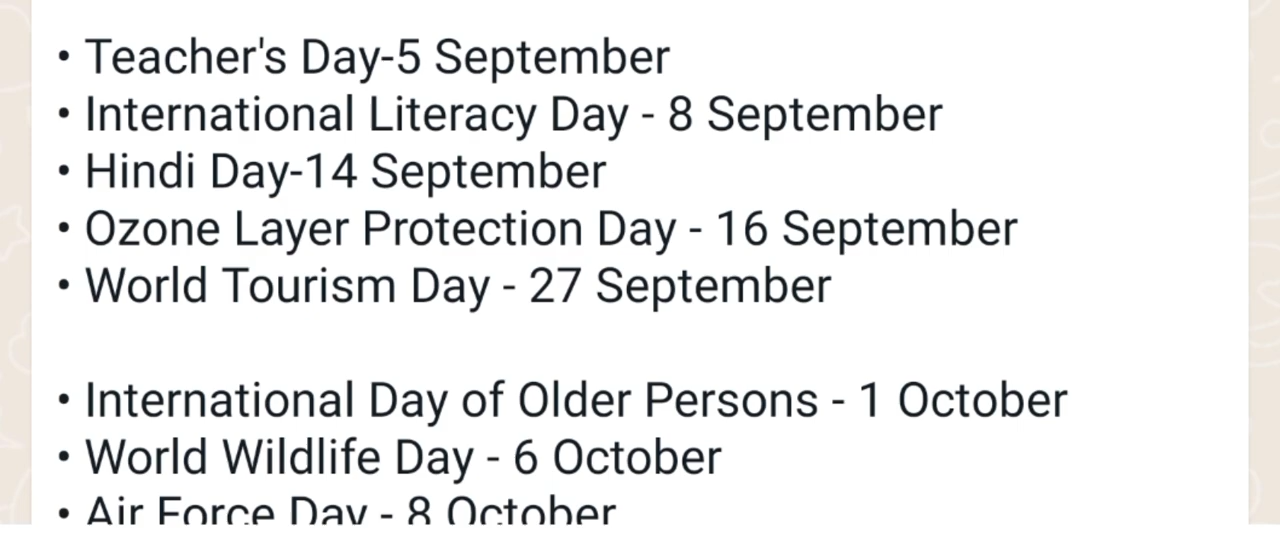 • Teacher's Day-5 September
• International Literacy Day - 8 September
• Hindi Day-14 September
• Ozone Layer Protection Day - 16 September
• World Tourism Day - 27 September
• International Day of Older Persons - 1 October
• World Wildlife Day - 6 October
• Air Force Day - 8 October